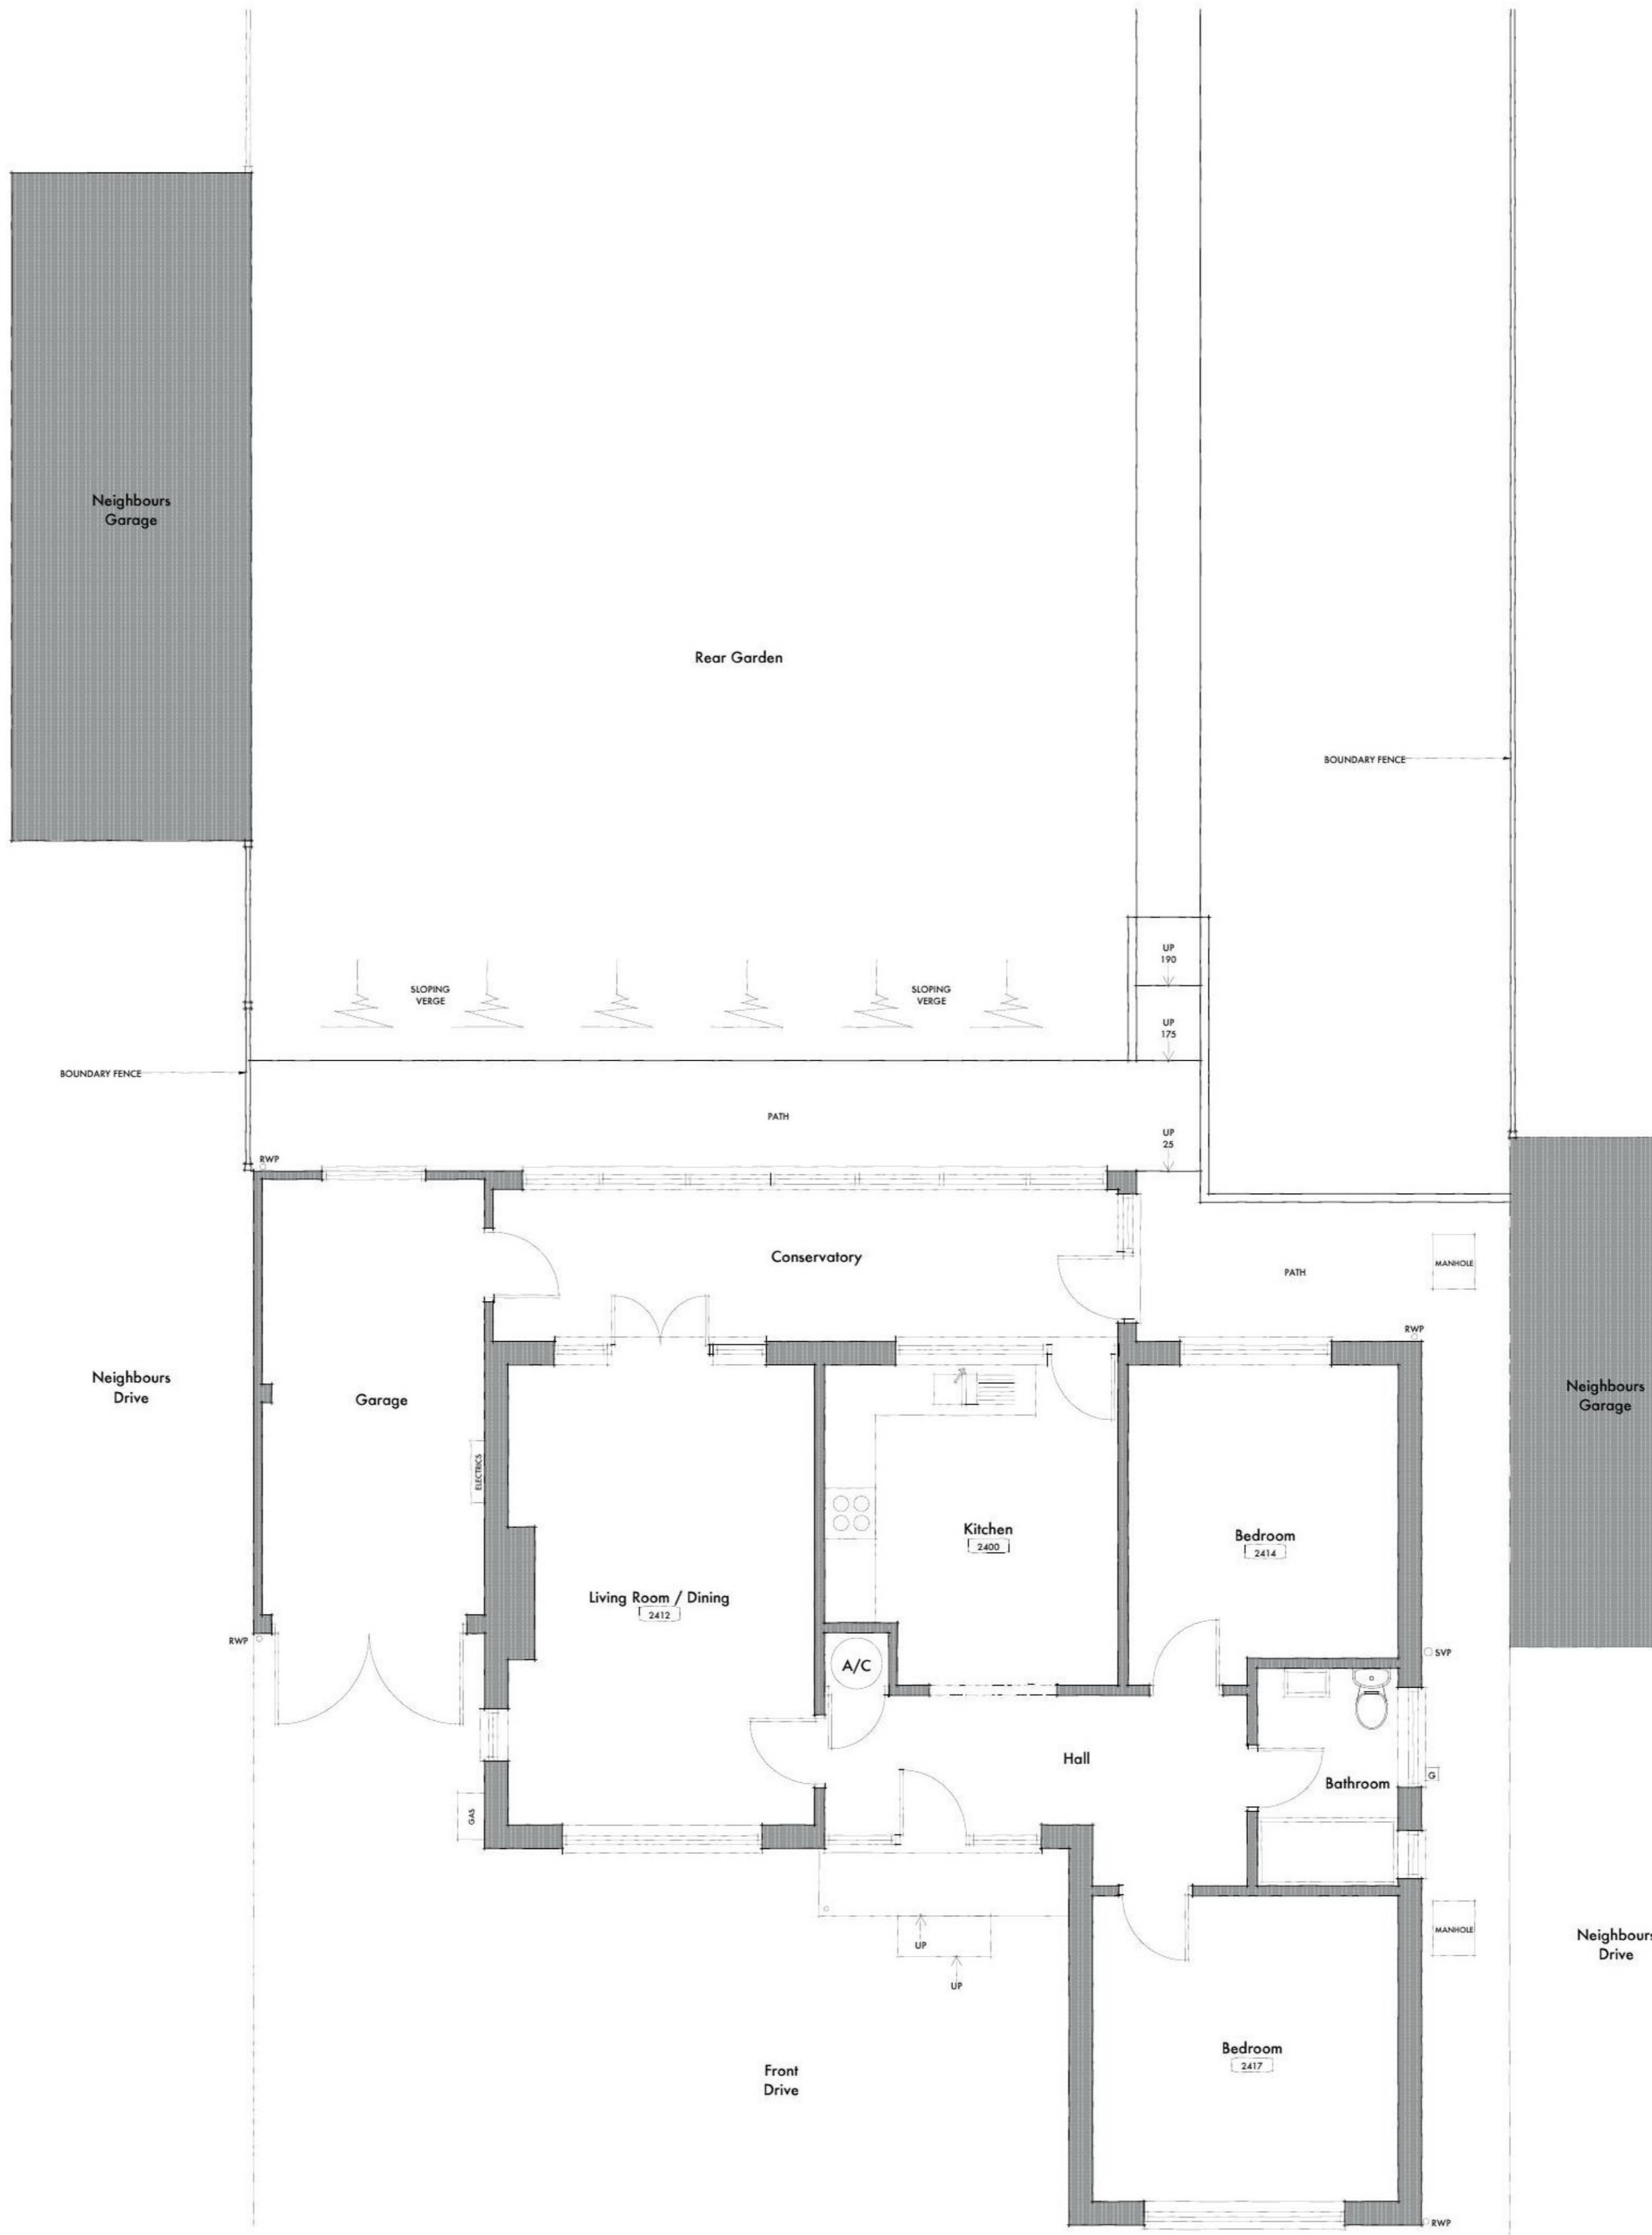 Neighbours
Garage
Rear Garden
BOUNDARY FENCE
UP
190
SLOPING
VERGE
SLOPING
VERGE
UP
175
BOUNDARY FENCE
PATH
UP
25
RWP
Conservatory
MANHOLE
PATH
RWP
Neighbours
Drive
Garage
Neighbours
Garage
ELECTRICS
Kitchen
2400
Bedroom
2414
Living Room / Dining
2412
RWP
SVP
A/C
Hall
G
Bathroom
GAS
MANHOLE
UP
UP
Neighbours
Drive
Bedroom
2417
Front
Drive
RWP